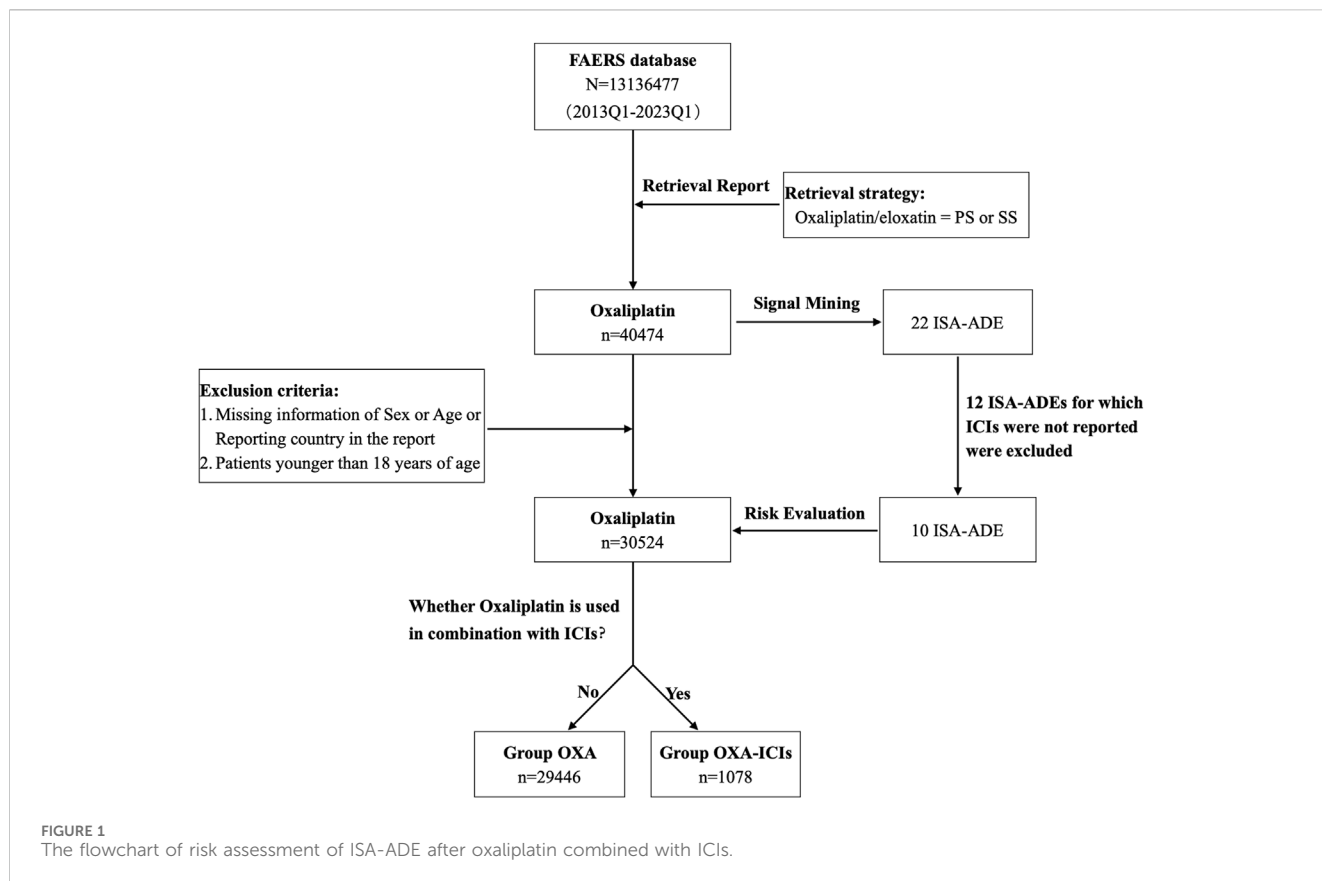 FAERS database
N=13136477
（2013Q1-2023Q1）
Retrieval Report
Retrieval strategy:
Oxaliplatin/eloxatin = PS or SS
Oxaliplatin
n=40474
Signal Mining
22 ISA-ADE
Exclusion criteria:
1. Missing information of Sex or Age or
Reporting country in the report
2. Patients younger than 18 years of age
12 ISA-ADEs for which
ICIs were not reported
were excluded
Oxaliplatin
n=30524
Risk Evaluation
10 ISA-ADE
Whether Oxaliplatin is used
in combination with ICIs?
No
Yes
Group OXA
n=29446
Group OXA-ICIs
n=1078
FIGURE 1
The flowchart of risk assessment of ISA-ADE after oxaliplatin combined with ICIs.